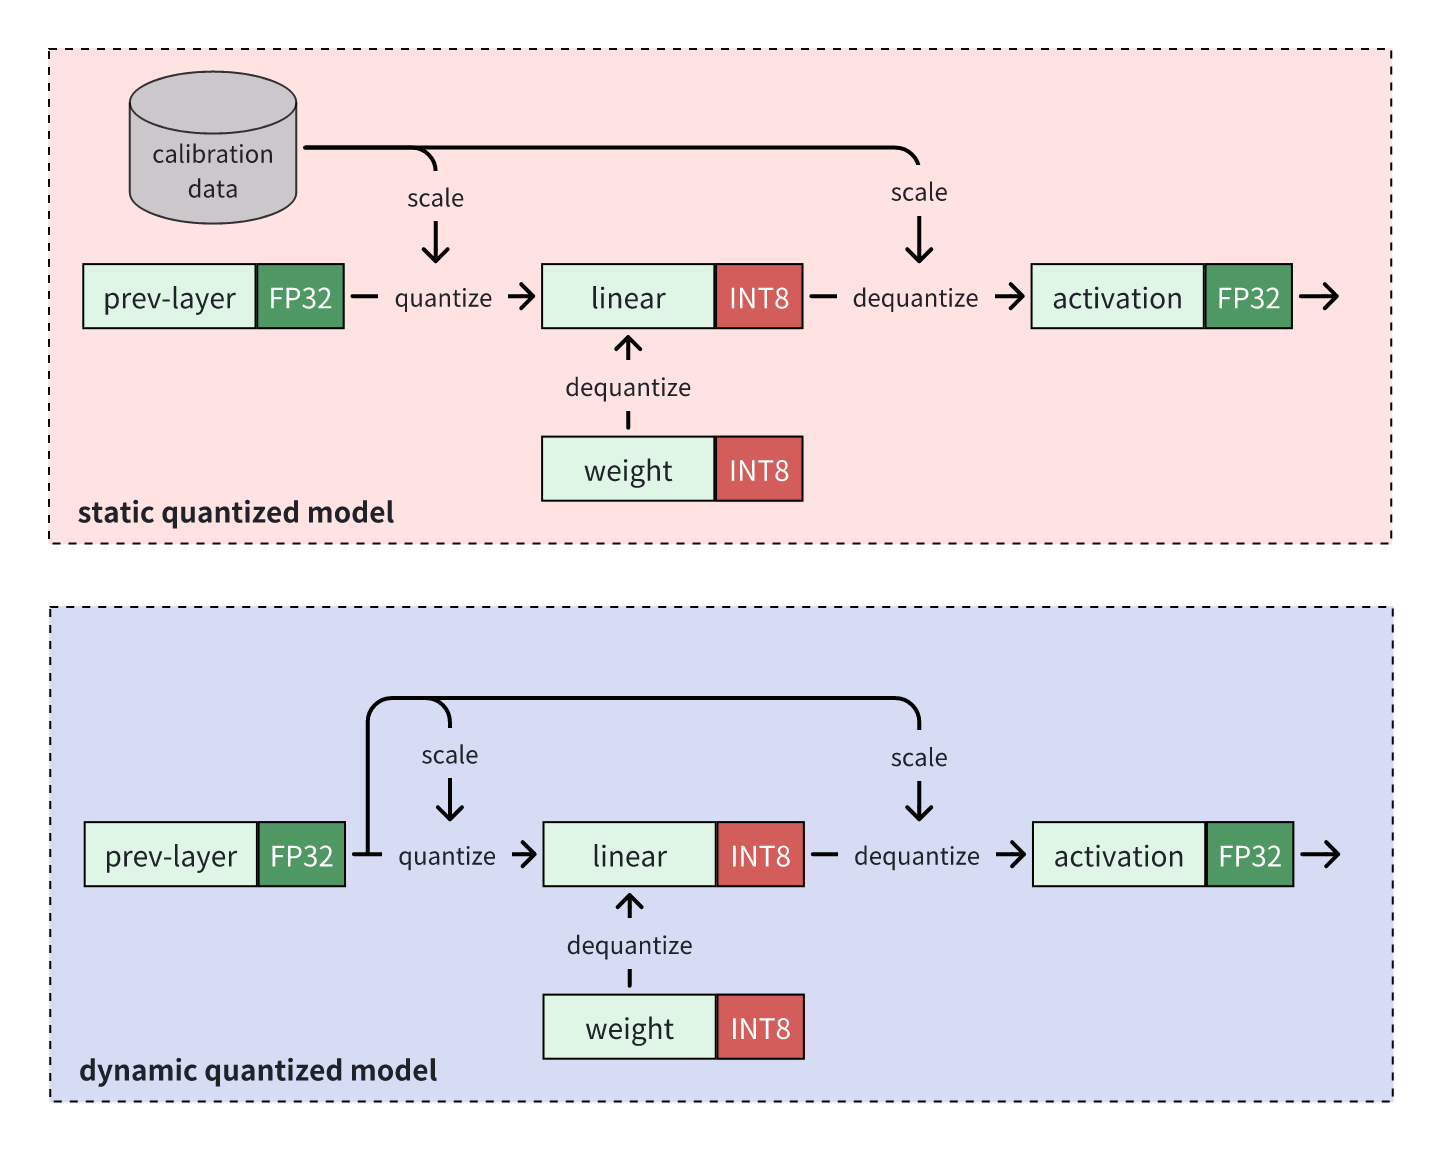 calibration
data
scale
scale
prev-layer FP32 quantize linear INT8 dequantize activation FP32
dequantize
weight INT8
static quantized model
scale
scale
prev-layer FP32 quantize linear INT8 dequantize activation FP32
dequantize
weight INT8
dynamic quantized model